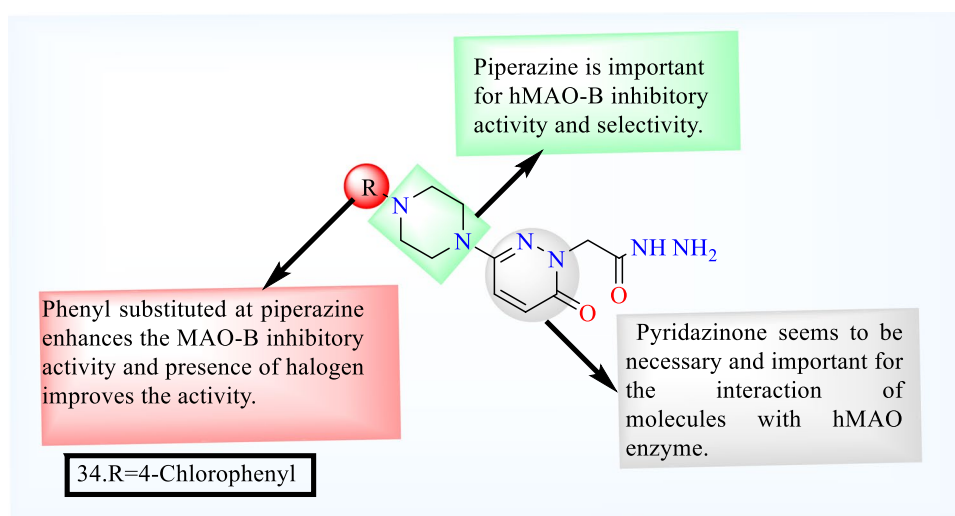 Piperazine is important
for hMAO-B inhibitory
activity and selectivity.
R
N
N
N
N
NH NH₂
O
O
Phenyl substituted at piperazine
enhances the MAO-B inhibitory
activity and presence of halogen
improves the activity.
Pyridazinone seems to be
necessary and important for
the interaction of
molecules with hMAO
enzyme.
34.R=4-Chlorophenyl